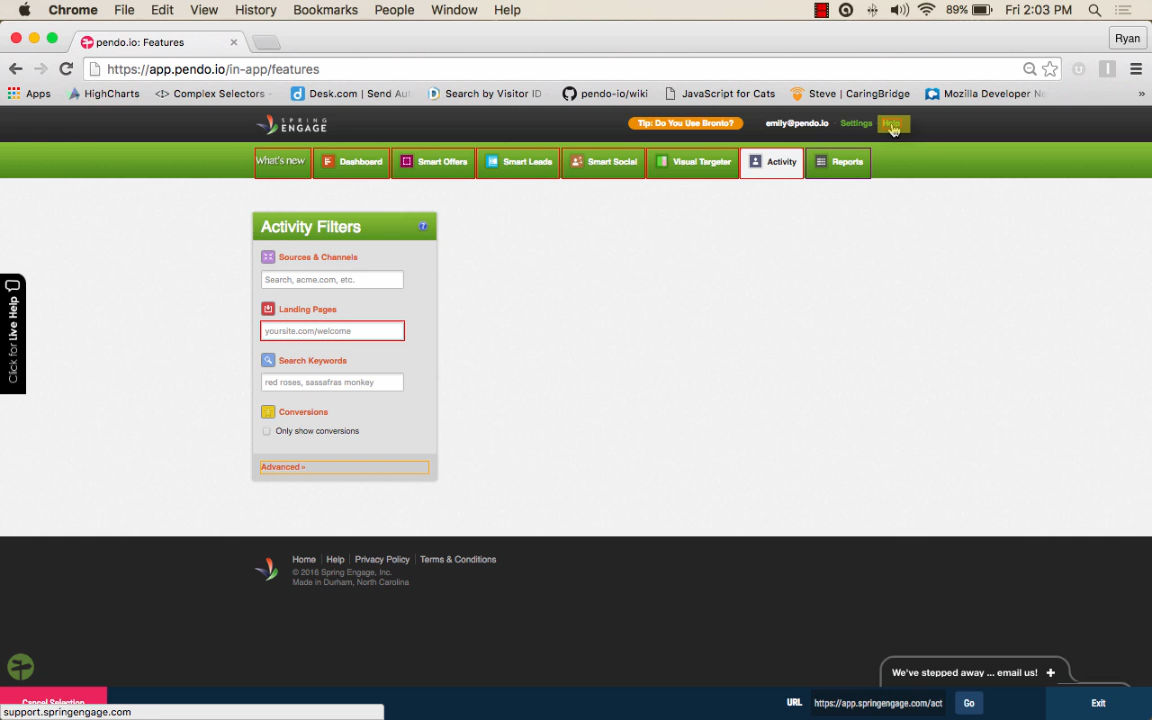 Chrome File Edit View History Bookmarks People Window Help 89% Fri 2:03 PM
pendo.io: Features Ryan
https://app.pendo.io/in-app/features
Apps HighCharts Complex Selectors Desk.com | Send Aut Search by Visitor ID pendo-io/wiki JavaScript for Cats Steve | CaringBridge Mozilla Developer Ne »
SPRING ENGAGE Tip: Do You Use Bronto? emily@pendo.io Settings Help
What's new Dashboard Smart Offers Smart Leads Smart Social Visual Targeter Activity Reports
Activity Filters ?
Sources & Channels
Search, acme.com, etc.
Landing Pages
yoursite.com/welcome
Search Keywords
red roses, sassafras monkey
Conversions
Only show conversions
Advanced »
Click for Live Help
Home Help Privacy Policy Terms & Conditions
© 2016 Spring Engage, Inc.
Made in Durham, North Carolina
We've stepped away ... email us! +
Cancel Selection URL https://app.springengage.com/act Go Exit
support.springengage.com